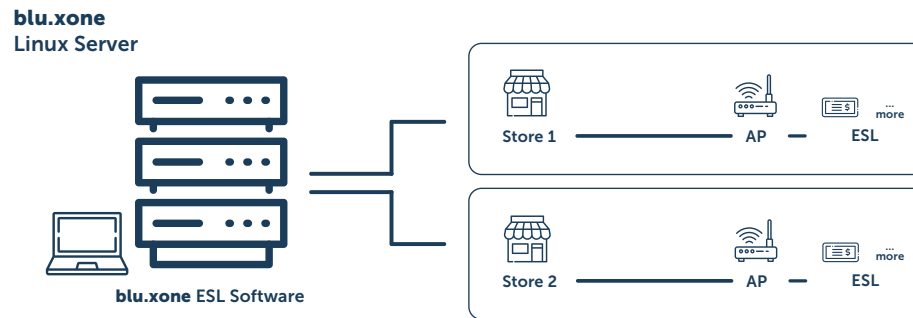 blu.xone
Linux Server
Store 1
AP
ESL
...
more
Store 2
AP
ESL
...
more
blu.xone ESL Software